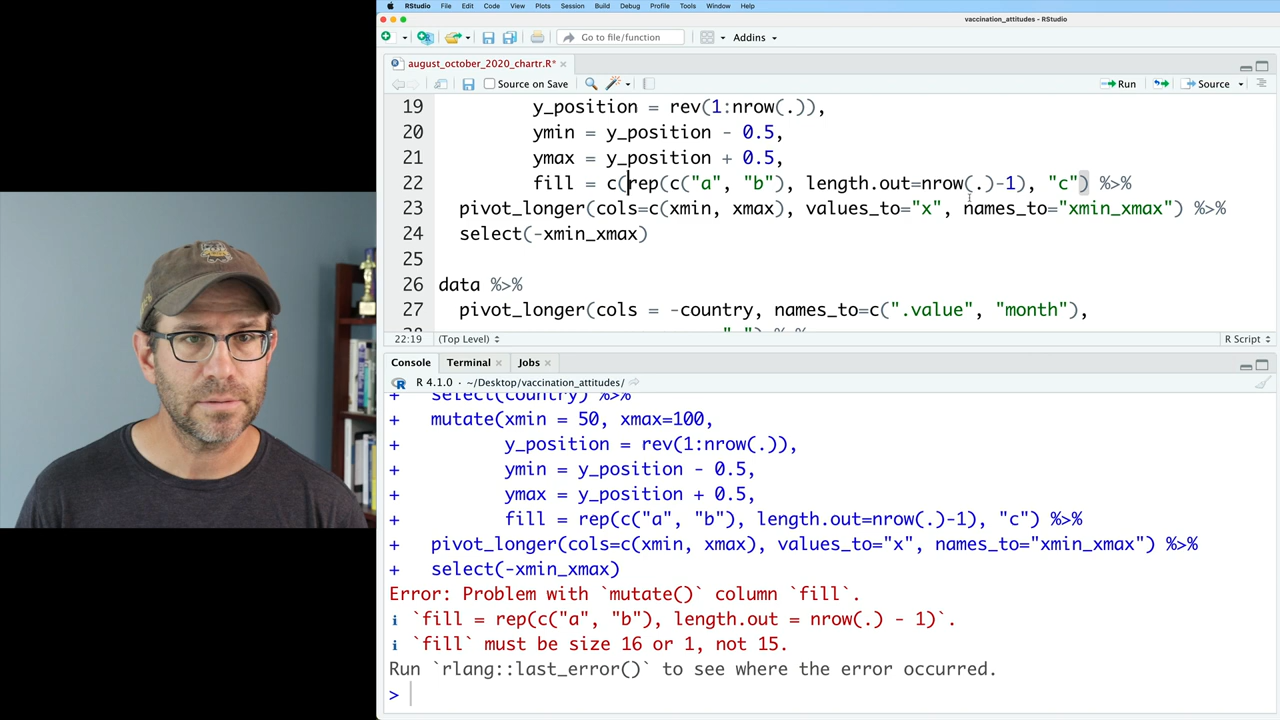 RStudio File Edit Code View Plots Session Build Debug Profile Tools Window Help
vaccination_attitudes - RStudio
Go to file/function Addins
august_october_2020_chartr.R*
Source on Save Run Source
19 y_position = rev(1:nrow(.)),
20 ymin = y_position - 0.5,
21 ymax = y_position + 0.5,
22 fill = c(rep(c("a", "b"), length.out=nrow(.)-1), "c") %>%
23 pivot_longer(cols=c(xmin, xmax), values_to="x", names_to="xmin_xmax") %>%
24 select(-xmin_xmax)
25
26 data %>%
27 pivot_longer(cols = -country, names_to=c(".value", "month"),
22:19 (Top Level) R Script
Console Terminal Jobs
R 4.1.0 · ~/Desktop/vaccination_attitudes/
+ select(country) %>%
+ mutate(xmin = 50, xmax=100,
+ y_position = rev(1:nrow(.)),
+ ymin = y_position - 0.5,
+ ymax = y_position + 0.5,
+ fill = rep(c("a", "b"), length.out=nrow(.)-1), "c") %>%
+ pivot_longer(cols=c(xmin, xmax), values_to="x", names_to="xmin_xmax") %>%
+ select(-xmin_xmax)
Error: Problem with `mutate()` column `fill`.
i `fill = rep(c("a", "b"), length.out = nrow(.) - 1)`.
i `fill` must be size 16 or 1, not 15.
Run `rlang::last_error()` to see where the error occurred.
>